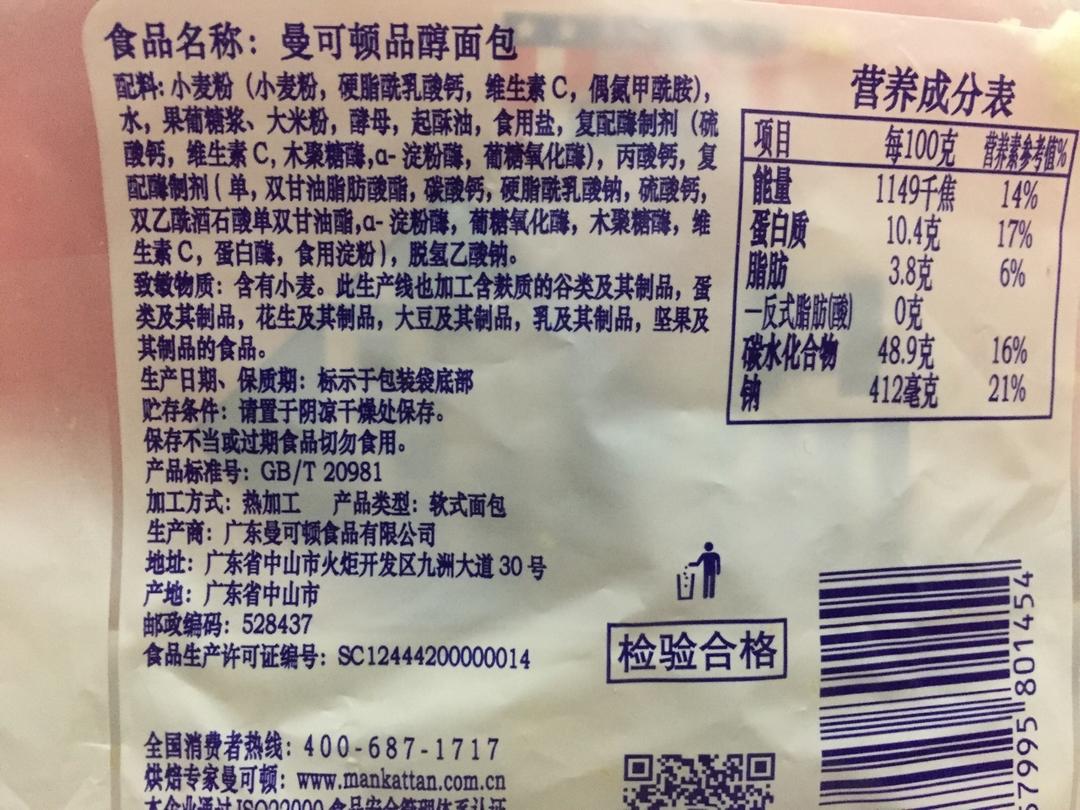 食品名称：曼可顿品醇面包
配料: 小麦粉（小麦粉，硬脂酰乳酸钙，维生素 C，偶氮甲酰胺），
水，果葡糖浆、大米粉，酵母，起酥油，食用盐，复配酶制剂（硫
酸钙，维生素 C, 木聚糖酶,α- 淀粉酶，葡糖氧化酶），丙酸钙，复
配酶制剂（ 单，双甘油脂肪酸酯，碳酸钙，硬脂酰乳酸钠，硫酸钙，
双乙酰酒石酸单双甘油酯,α- 淀粉酶，葡糖氧化酶，木聚糖酶，维
生素 C，蛋白酶，食用淀粉），脱氢乙酸钠。
致敏物质：含有小麦。此生产线也加工含麸质的谷类及其制品，蛋
类及其制品，花生及其制品，大豆及其制品，乳及其制品，坚果及
其制品的食品。
生产日期、保质期：标示于包装袋底部
贮存条件：请置于阴凉干燥处保存。
保存不当或过期食品切勿食用。
产品标准号：GB/T 20981
加工方式：热加工 产品类型：软式面包
生产商：广东曼可顿食品有限公司
地址：广东省中山市火炬开发区九洲大道 30 号
产地：广东省中山市
邮政编码：528437
食品生产许可证编号：SC12444200000014
全国消费者热线：400-687-1717
烘焙专家曼可顿：www.mankattan.com.cn
本企业通过 ISO22000 食品安全管理体系认证
营养成分表
项目 每100克 营养素参考值%
能量 1149千焦 14%
蛋白质 10.4克 17%
脂肪 3.8克 6%
—反式脂肪(酸) 0克
碳水化合物 48.9克 16%
钠 412毫克 21%
检验合格
57995 801454